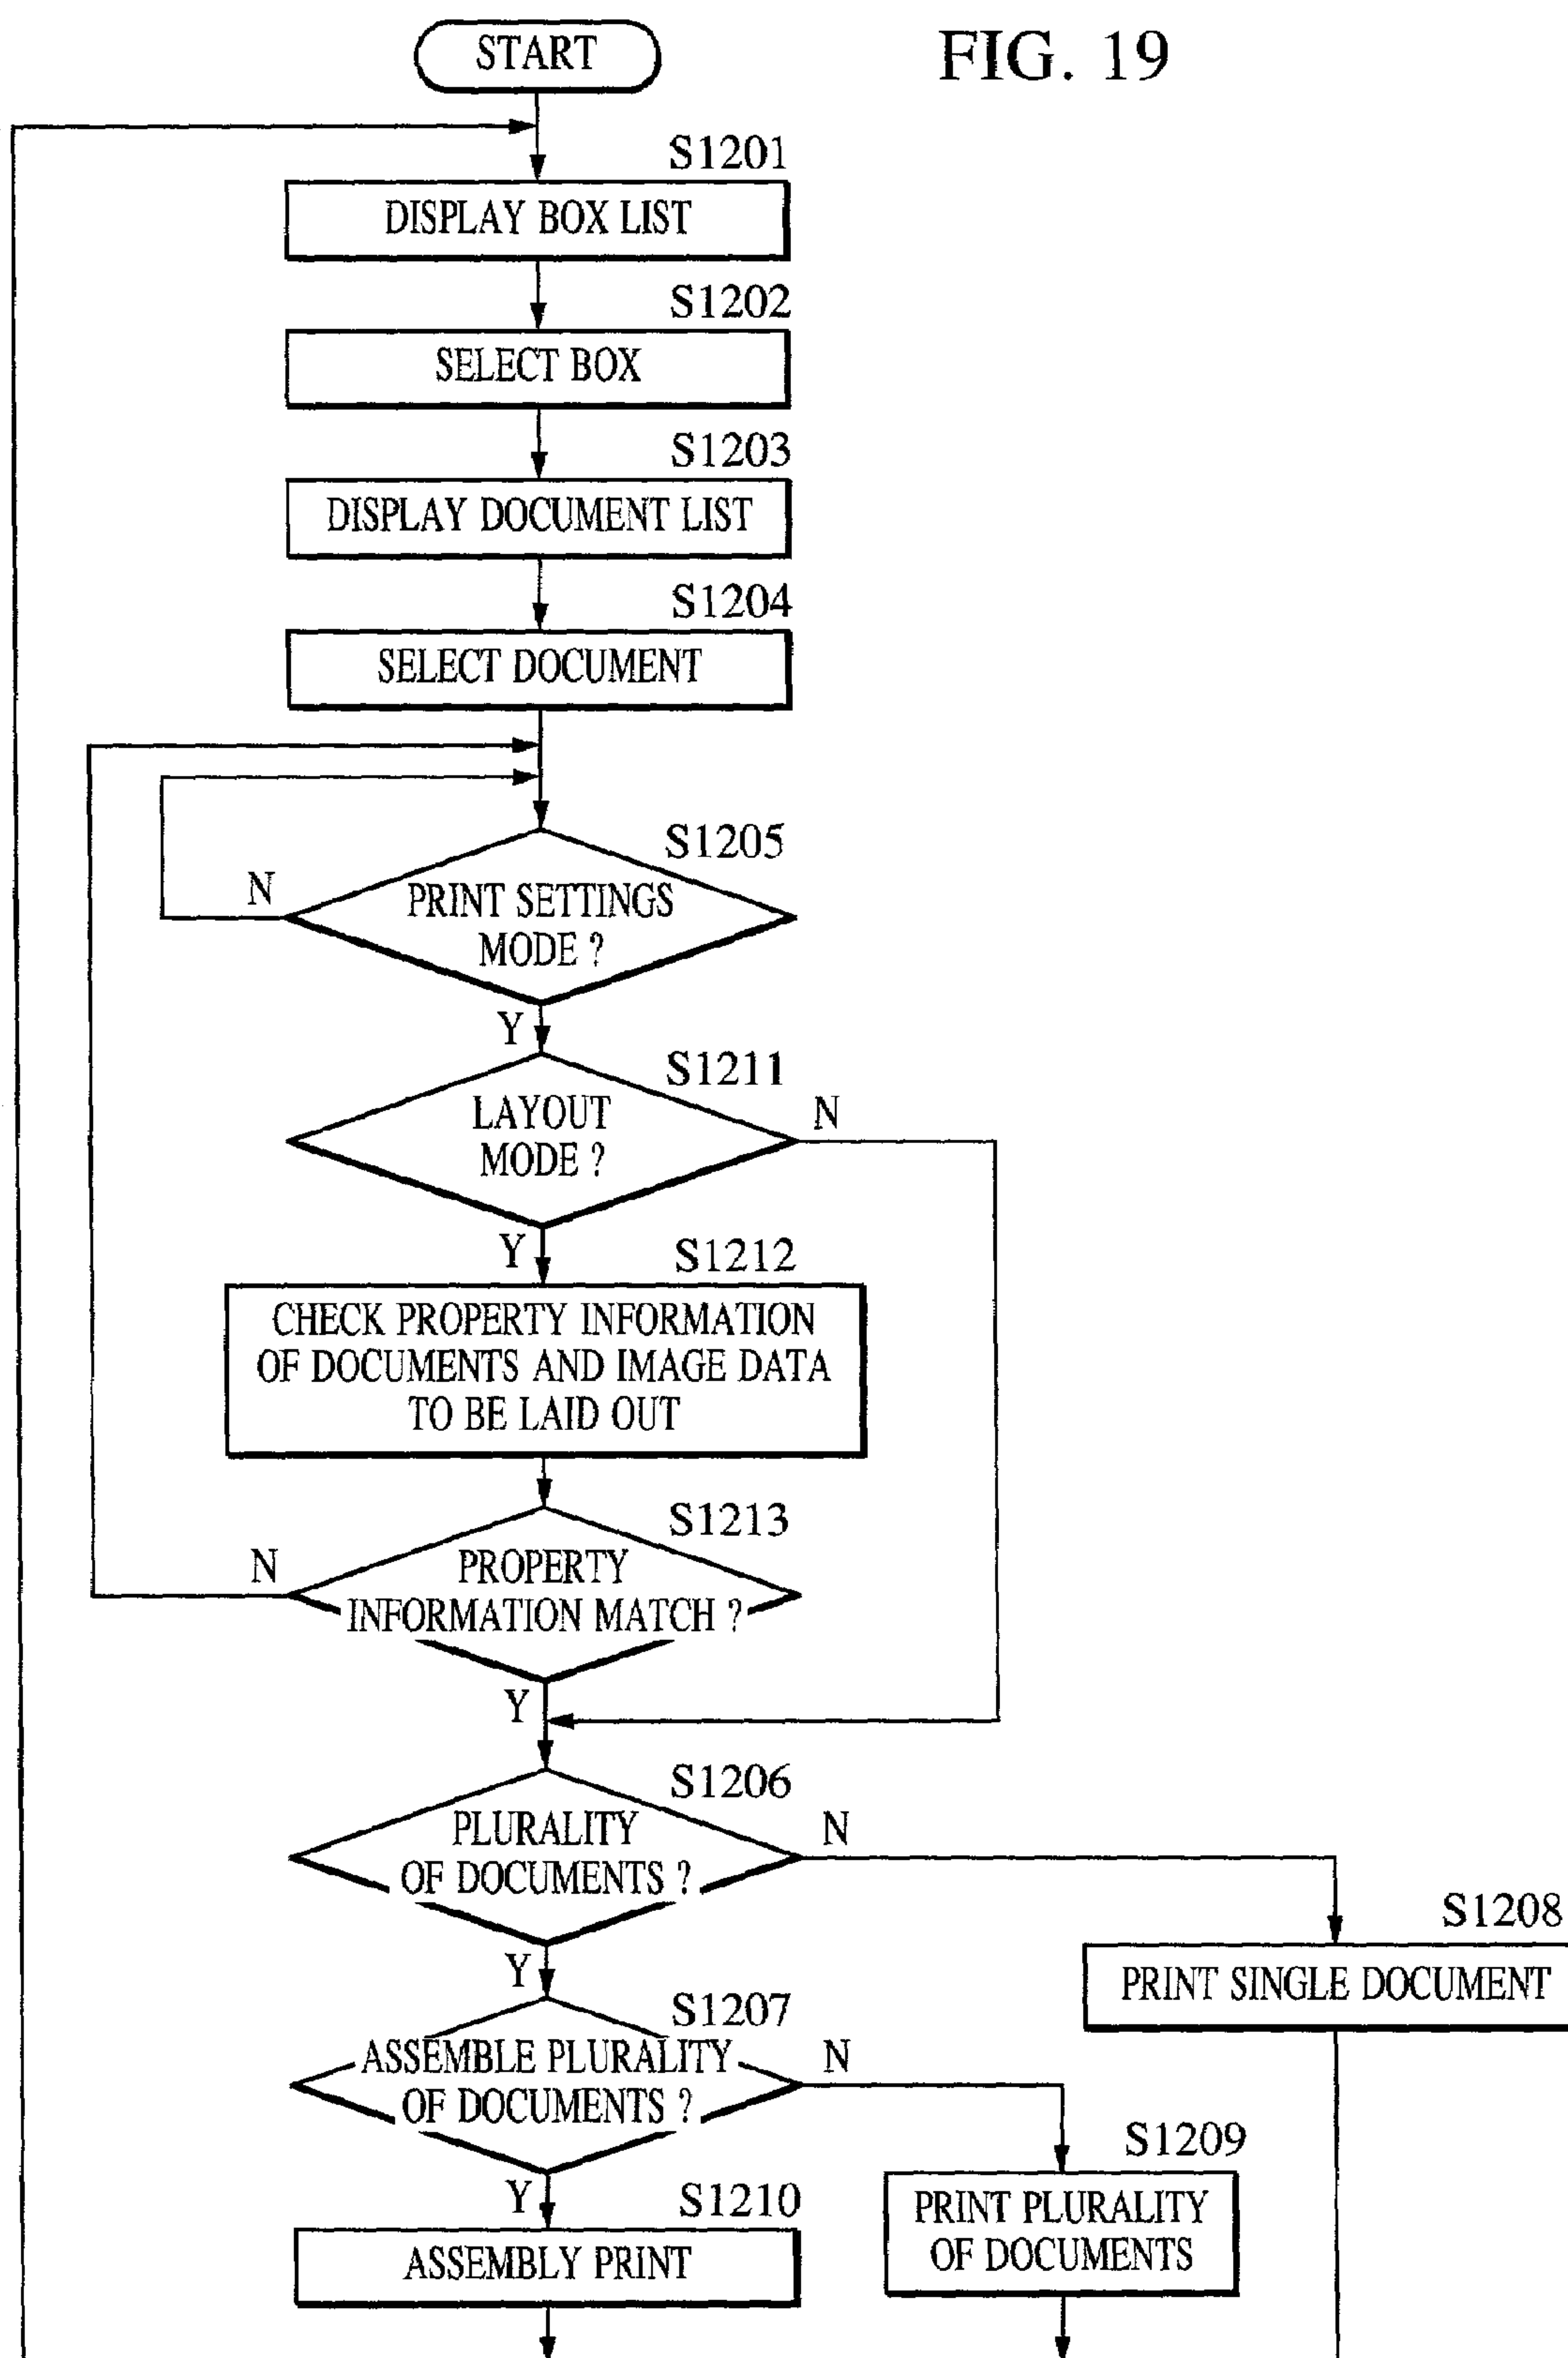 START
FIG. 19
S1201
DISPLAY BOX LIST
S1202
SELECT BOX
S1203
DISPLAY DOCUMENT LIST
S1204
SELECT DOCUMENT
S1205
N
PRINT SETTINGS
MODE ?
Y
S1211
LAYOUT
MODE ?
N
Y
S1212
CHECK PROPERTY INFORMATION
OF DOCUMENTS AND IMAGE DATA
TO BE LAID OUT
S1213
N
PROPERTY
INFORMATION MATCH ?
Y
S1206
PLURALITY
OF DOCUMENTS ?
N
S1208
PRINT SINGLE DOCUMENT
Y
S1207
ASSEMBLE PLURALITY
OF DOCUMENTS ?
N
S1209
PRINT PLURALITY
OF DOCUMENTS
Y
S1210
ASSEMBLY PRINT